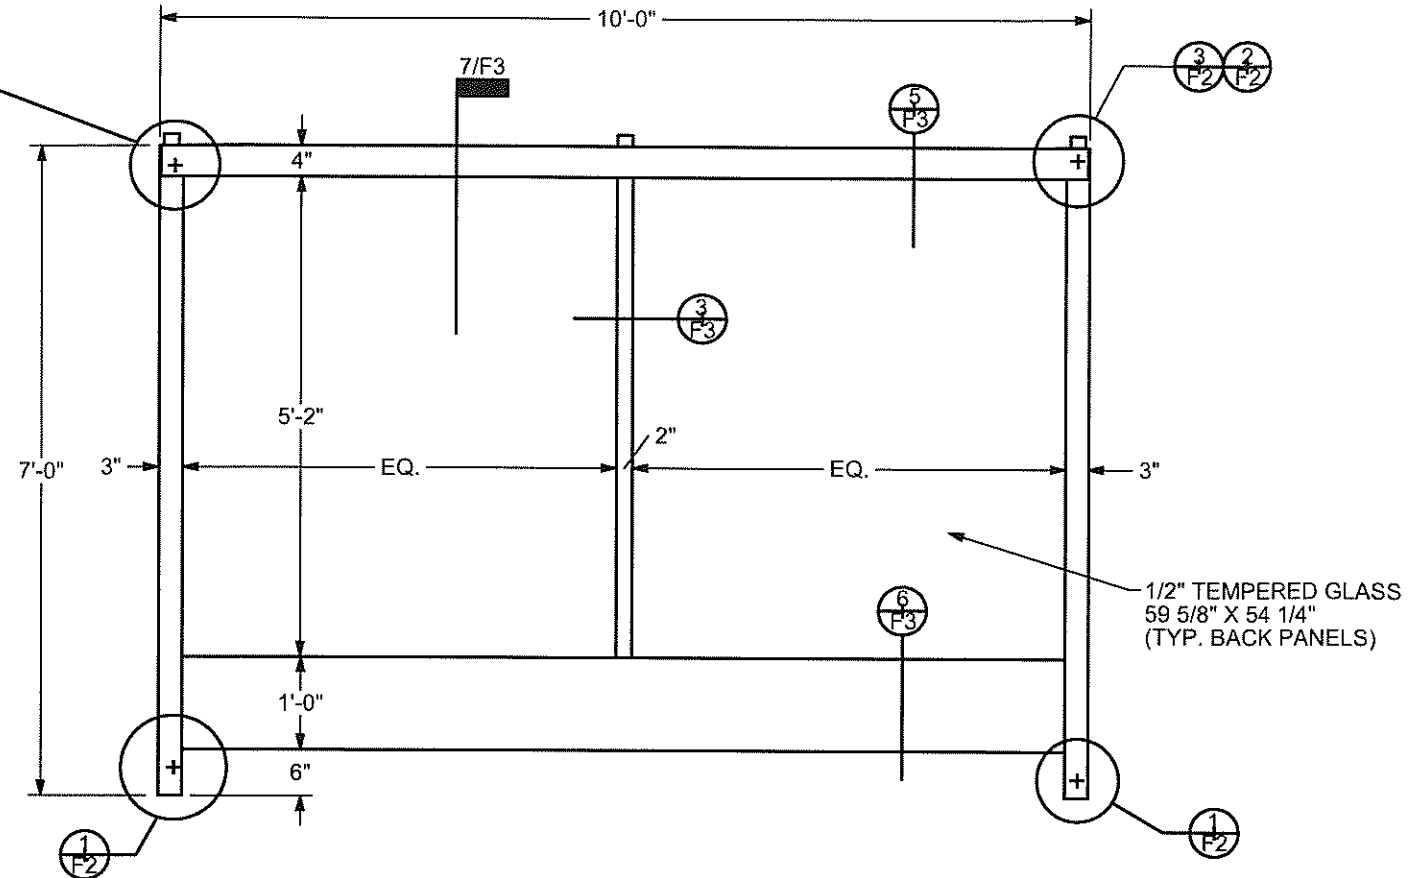 10'-0"
7/F3
3
F2
2
F2
5
F3
4"
3
F3
5'-2"
2"
7'-0"
3"
EQ.
EQ.
3"
1/2" TEMPERED GLASS
59 5/8" X 54 1/4"
(TYP. BACK PANELS)
6
F3
1'-0"
6"
1
F2
1
F2